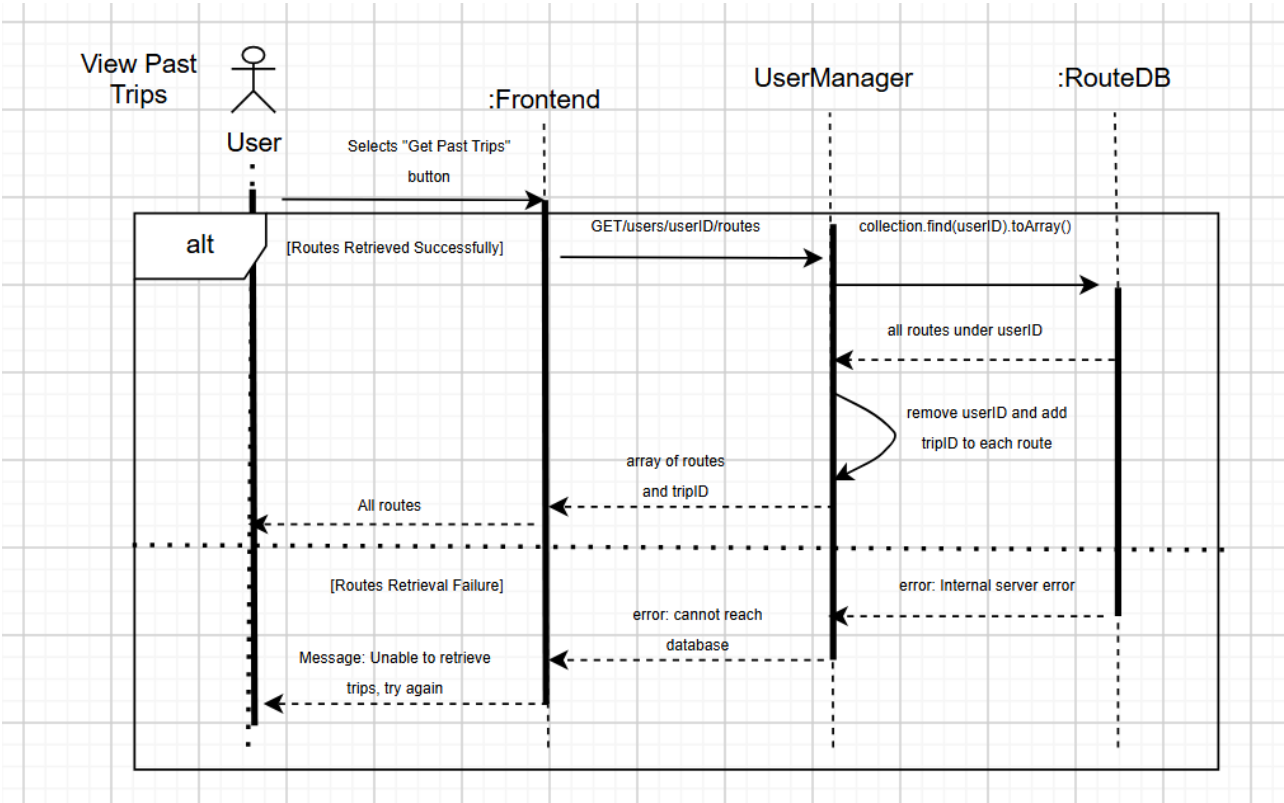 View Past
Trips
User
:Frontend
UserManager
:RouteDB
Selects "Get Past Trips"
button
alt
[Routes Retrieved Successfully]
GET/users/userID/routes
collection.find(userID).toArray()
all routes under userID
remove userID and add
tripID to each route
array of routes
and tripID
All routes
[Routes Retrieval Failure]
error: Internal server error
error: cannot reach
database
Message: Unable to retrieve
trips, try again